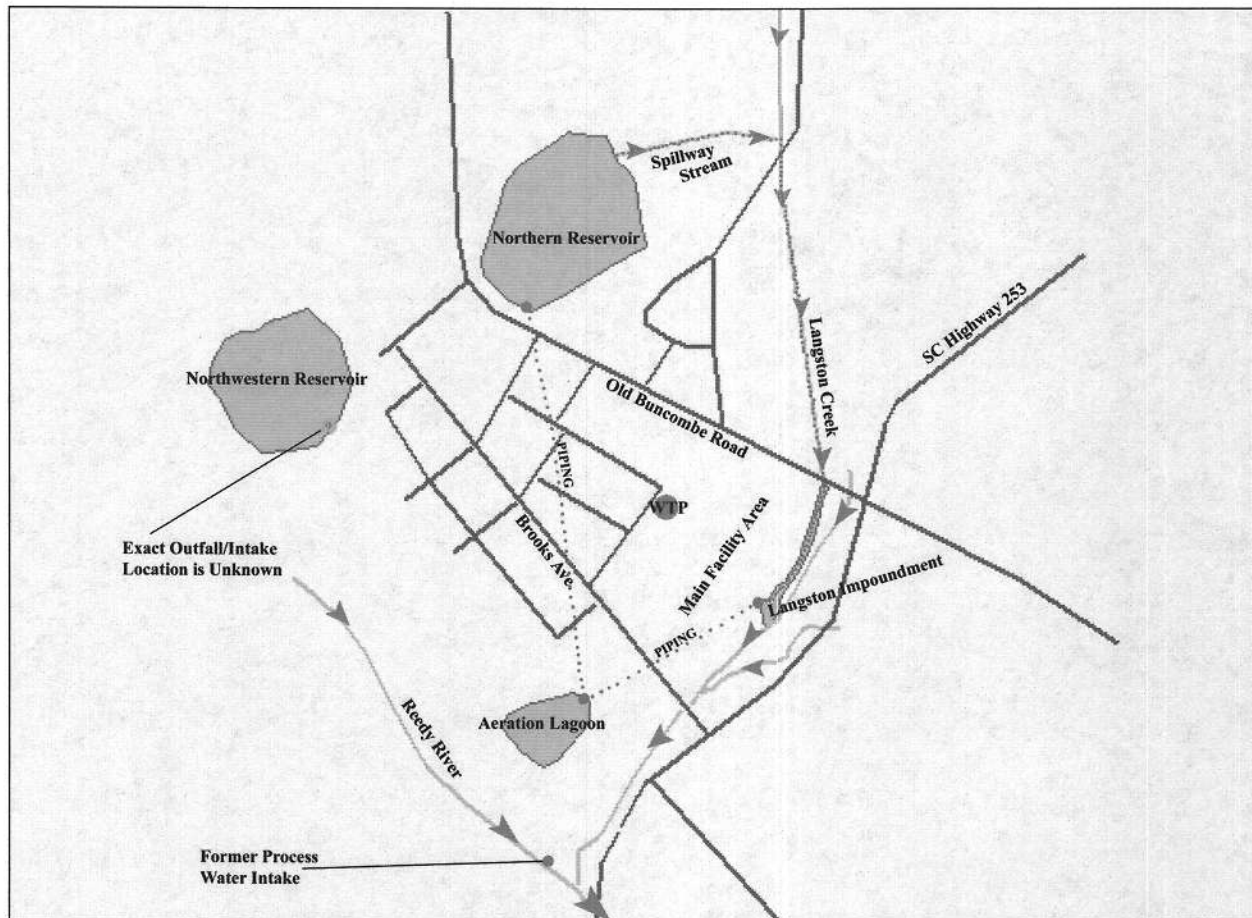 Spillway
Stream
Northern Reservoir
Northwestern Reservoir
Langston Creek
SC Highway 253
Old Buncombe Road
PIPING
WTP
Brooks Ave.
Main Facility Area
Exact Outfall/Intake
Location is Unknown
Langston Impoundment
PIPING
Reedy River
Aeration Lagoon
Former Process
Water Intake